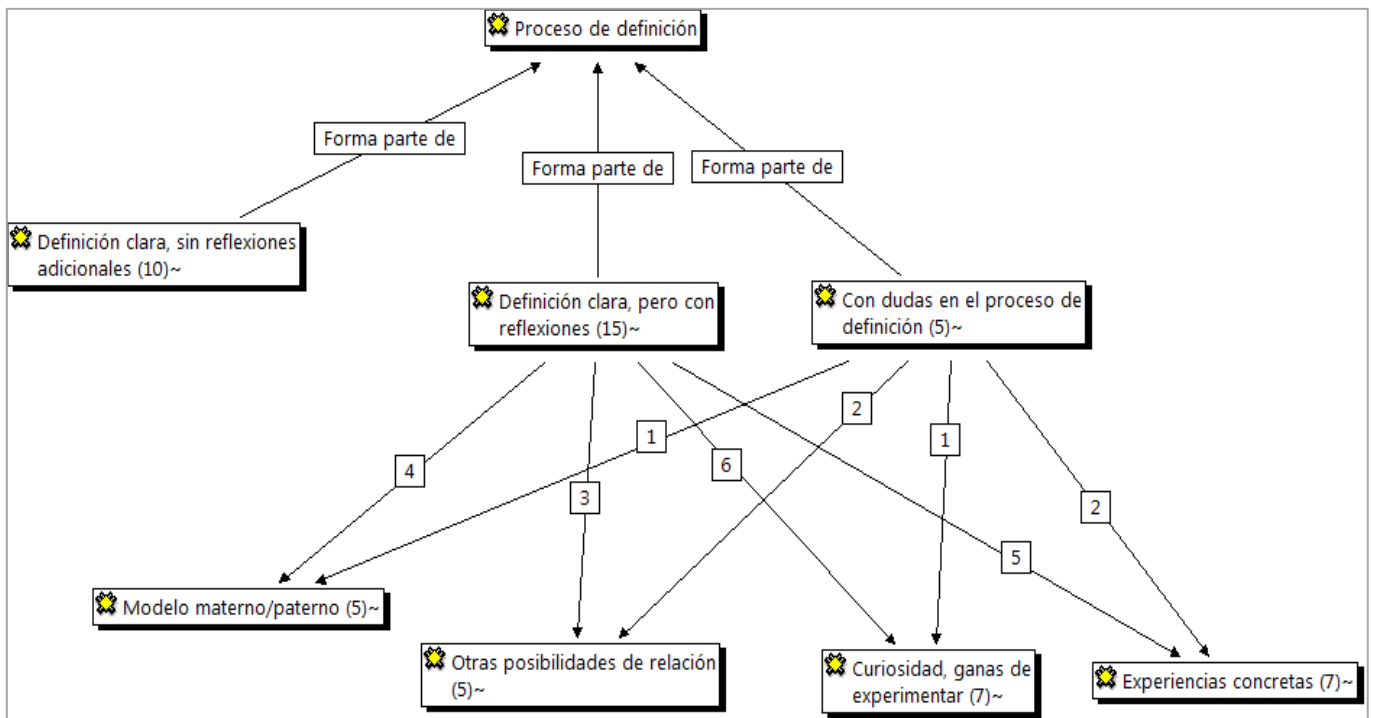 Proceso de definición
Forma parte de
Forma parte de
Forma parte de
Definición clara, sin reflexiones
adicionales (10)~
Definición clara, pero con
reflexiones (15)~
Con dudas en el proceso de
definición (5)~
4
3
1
6
2
1
5
2
Modelo materno/paterno (5)~
Otras posibilidades de relación
(5)~
Curiosidad, ganas de
experimentar (7)~
Experiencias concretas (7)~